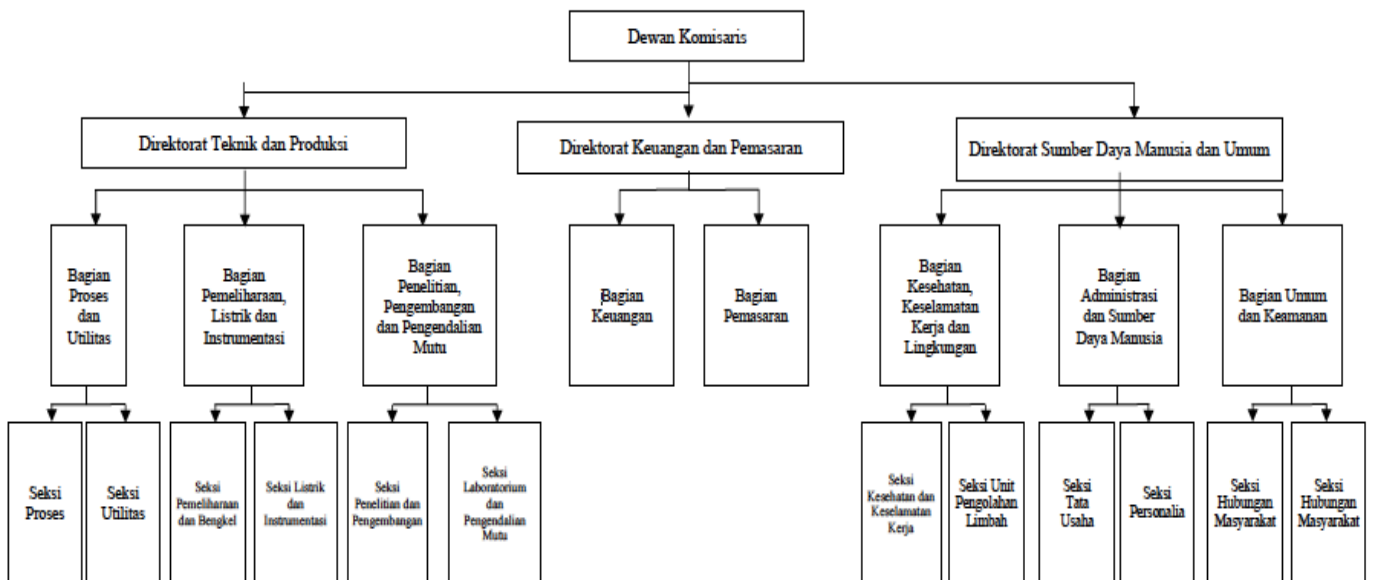 Dewan Komisaris
Direktorat Teknik dan Produksi
Direktorat Keuangan dan Pemasaran
Direktorat Sumber Daya Manusia dan Umum
Bagian
Proses
dan
Utilitas
Bagian
Pemeliharaan,
Listrik dan
Instrumentasi
Bagian
Penelitian,
Pengembangan
dan Pengendalian
Mutu
Bagian
Keuangan
Bagian
Pemasaran
Bagian
Kesehatan,
Keselamatan
Kerja dan
Lingkungan
Bagian
Administrasi
dan Sumber
Daya Manusia
Bagian Umum
dan Keamanan
Seksi
Proses
Seksi
Utilitas
Seksi
Pemeliharaan
dan Bengkel
Seksi Listrik
dan
Instrumentasi
Seksi
Penelitian dan
Pengembangan
Seksi
Laboratorium
dan
Pengendalian
Mutu
Seksi
Kesehatan dan
Keselamatan
Kerja
Seksi Unit
Pengolahan
Limbah
Seksi
Tata
Usaha
Seksi
Personalia
Seksi
Hubungan
Masyarakat
Seksi
Hubungan
Masyarakat